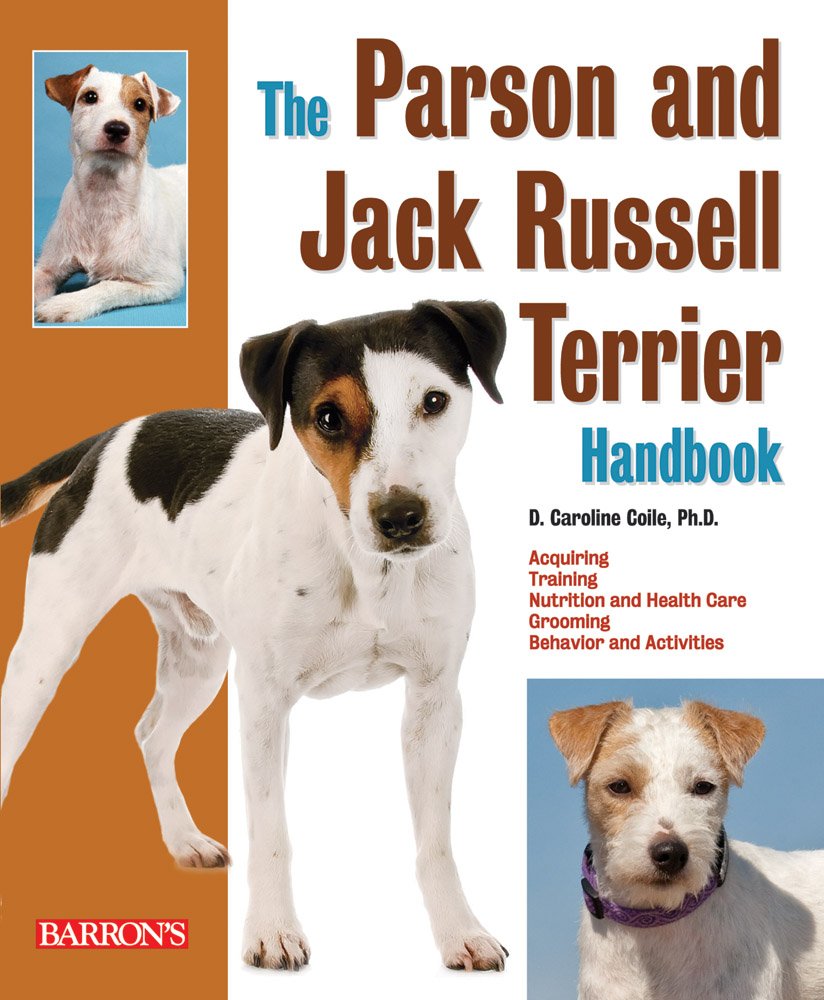 The Parson and
Jack Russell
Terrier
Handbook
D. Caroline Coile, Ph.D.
Acquiring
Training
Nutrition and Health Care
Grooming
Behavior and Activities
BARRON'S